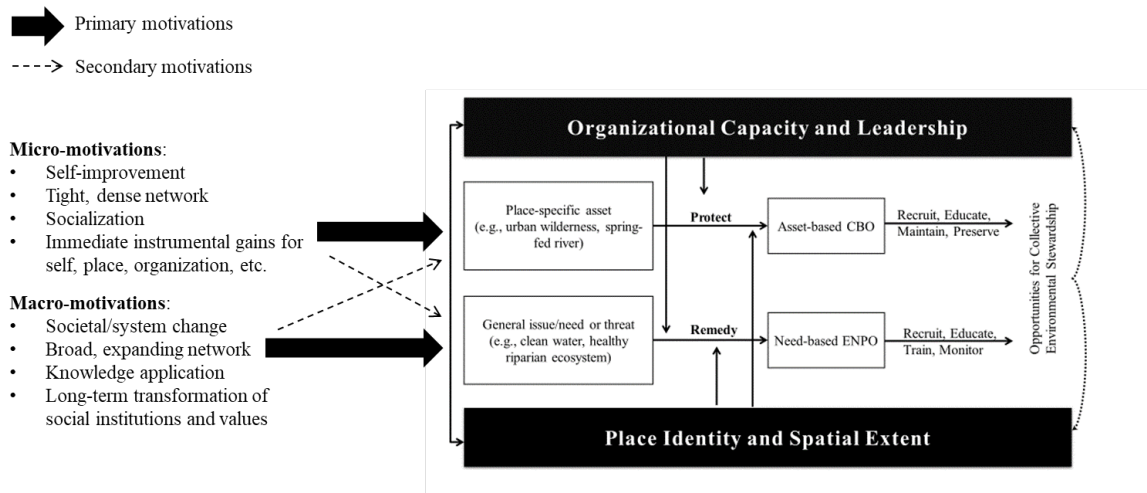 Primary motivations
Secondary motivations
Organizational Capacity and Leadership
Micro-motivations:
• Self-improvement
• Tight, dense network
• Socialization
• Immediate instrumental gains for
self, place, organization, etc.
Macro-motivations:
• Societal/system change
• Broad, expanding network
• Knowledge application
• Long-term transformation of
social institutions and values
Place-specific asset
(e.g., urban wilderness, spring-
fed river)
Protect
Asset-based CBO
Recruit, Educate,
Maintain, Preserve
General issue/need or threat
(e.g., clean water, healthy
riparian ecosystem)
Remedy
Need-based ENPO
Recruit, Educate,
Train, Monitor
Opportunities for Collective
Environmental Stewardship
Place Identity and Spatial Extent